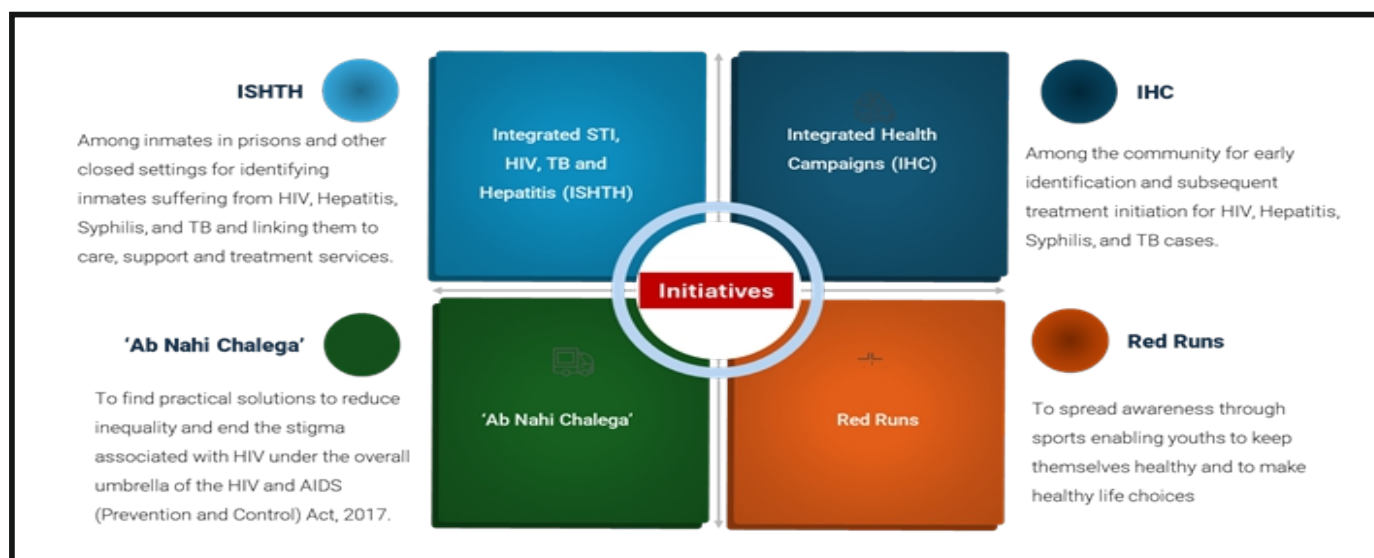 ISHTH
Among inmates in prisons and other
closed settings for identifying
inmates suffering from HIV, Hepatitis,
Syphilis, and TB and linking them to
care, support and treatment services.
Integrated STI,
HIV, TB and
Hepatitis (ISHTH)
Integrated Health
Campaigns (IHC)
IHC
Among the community for early
identification and subsequent
treatment initiation for HIV, Hepatitis,
Syphilis, and TB cases.
Initiatives
‘Ab Nahi Chalega’
To find practical solutions to reduce
inequality and end the stigma
associated with HIV under the overall
umbrella of the HIV and AIDS
(Prevention and Control) Act, 2017.
‘Ab Nahi Chalega’
Red Runs
Red Runs
To spread awareness through
sports enabling youths to keep
themselves healthy and to make
healthy life choices